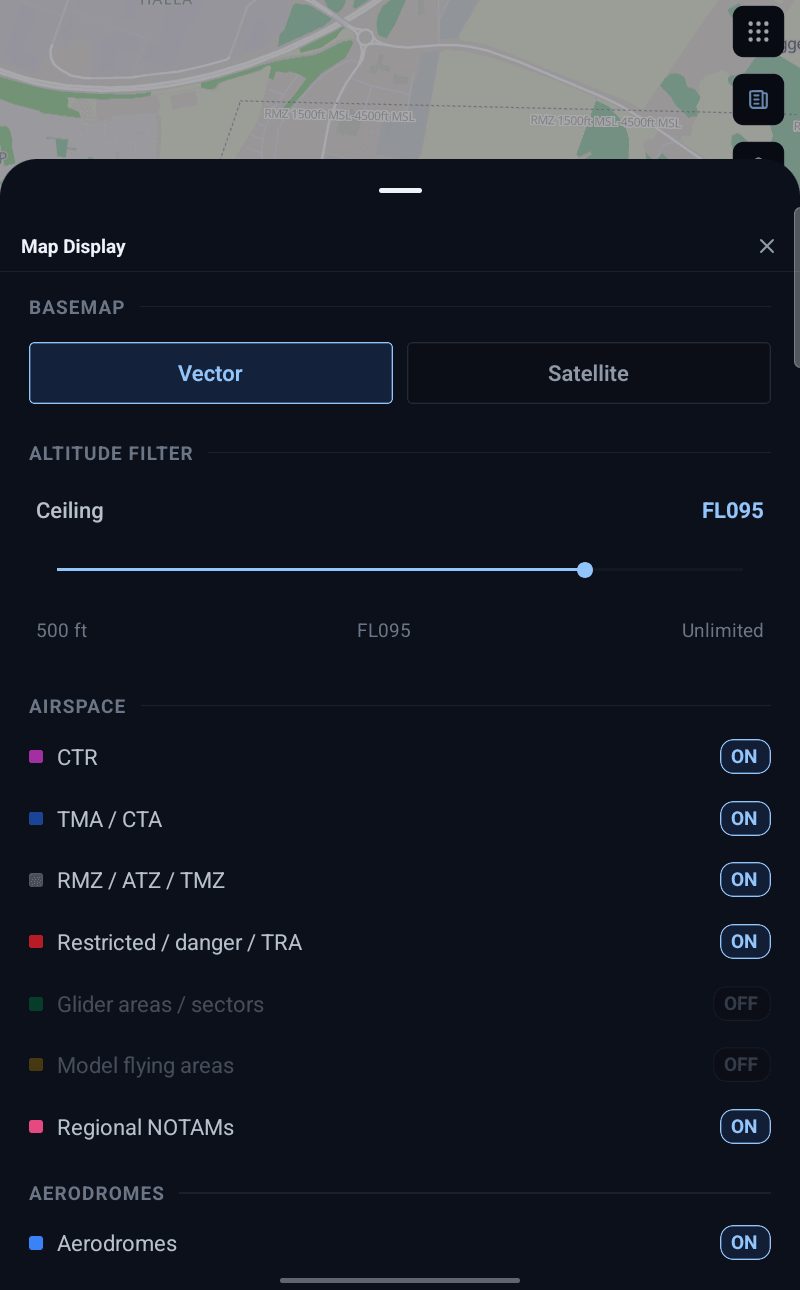 HALLA
RMZ 1500ft MSL-4500ft MSL
RMZ 1500ft MSL-4500ft MSL
Map Display
BASEMAP
Vector
Satellite
ALTITUDE FILTER
Ceiling
FL095
500 ft
FL095
Unlimited
AIRSPACE
CTR
ON
TMA / CTA
ON
RMZ / ATZ / TMZ
ON
Restricted / danger / TRA
ON
Glider areas / sectors
OFF
Model flying areas
OFF
Regional NOTAMs
ON
AERODROMES
Aerodromes
ON